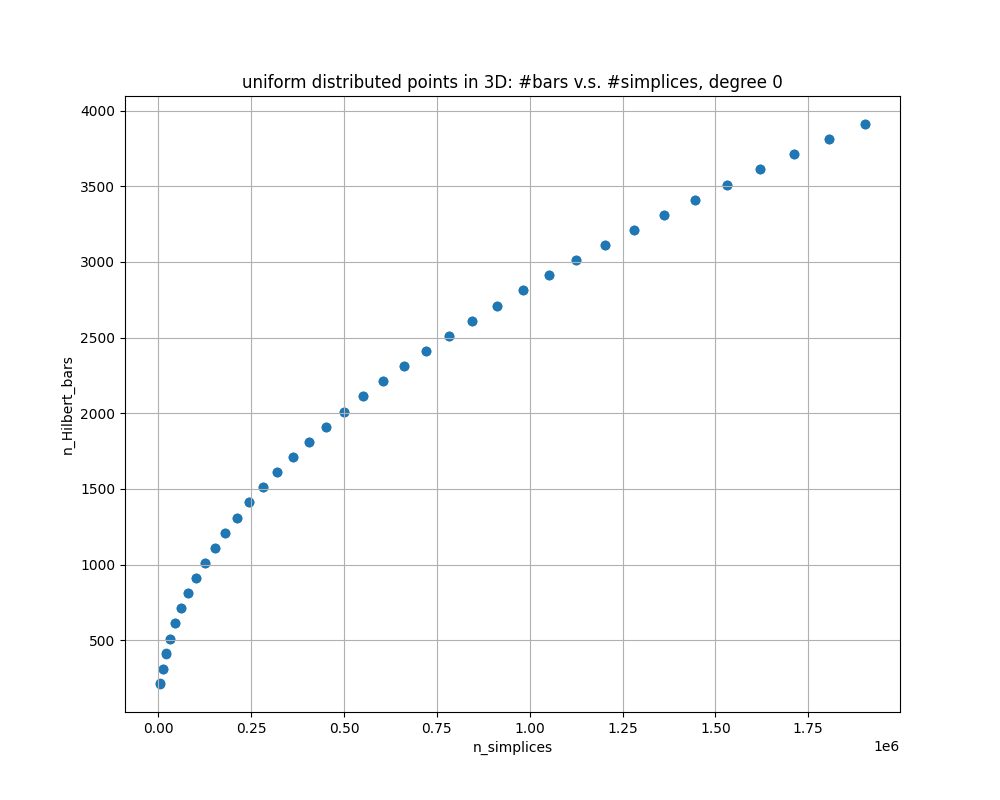 uniform distributed points in 3D: #bars v.s. #simplices, degree 0
4000
3500
3000
2500
2000
1500
1000
500
n_Hilbert_bars
0.00 0.25 0.50 0.75 1.00 1.25 1.50 1.75
1e6
n_simplices